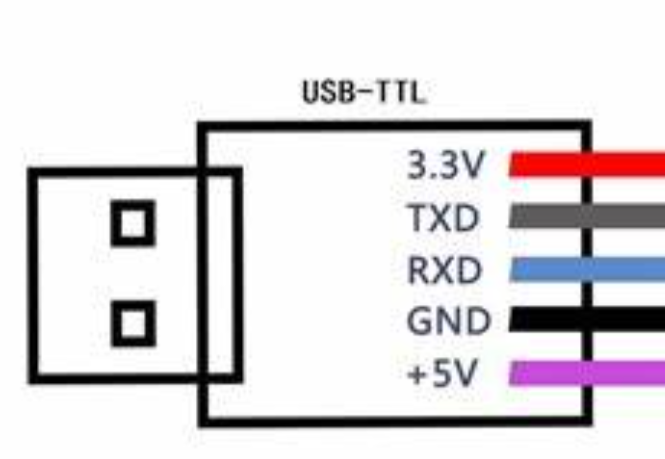 USB-TTL
3.3V
TXD
RXD
GND
+5V